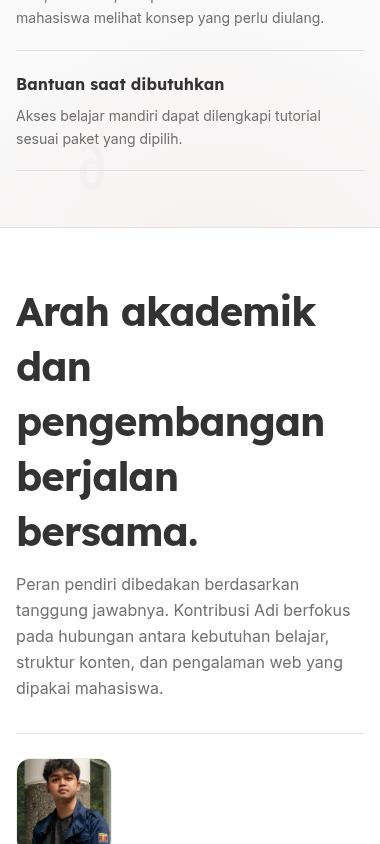 mahasiswa melihat konsep yang perlu diulang.
Bantuan saat dibutuhkan
Akses belajar mandiri dapat dilengkapi tutorial
sesuai paket yang dipilih.
∂
Arah akademik
dan
pengembangan
berjalan
bersama.
Peran pendiri dibedakan berdasarkan
tanggung jawabnya. Kontribusi Adi berfokus
pada hubungan antara kebutuhan belajar,
struktur konten, dan pengalaman web yang
dipakai mahasiswa.